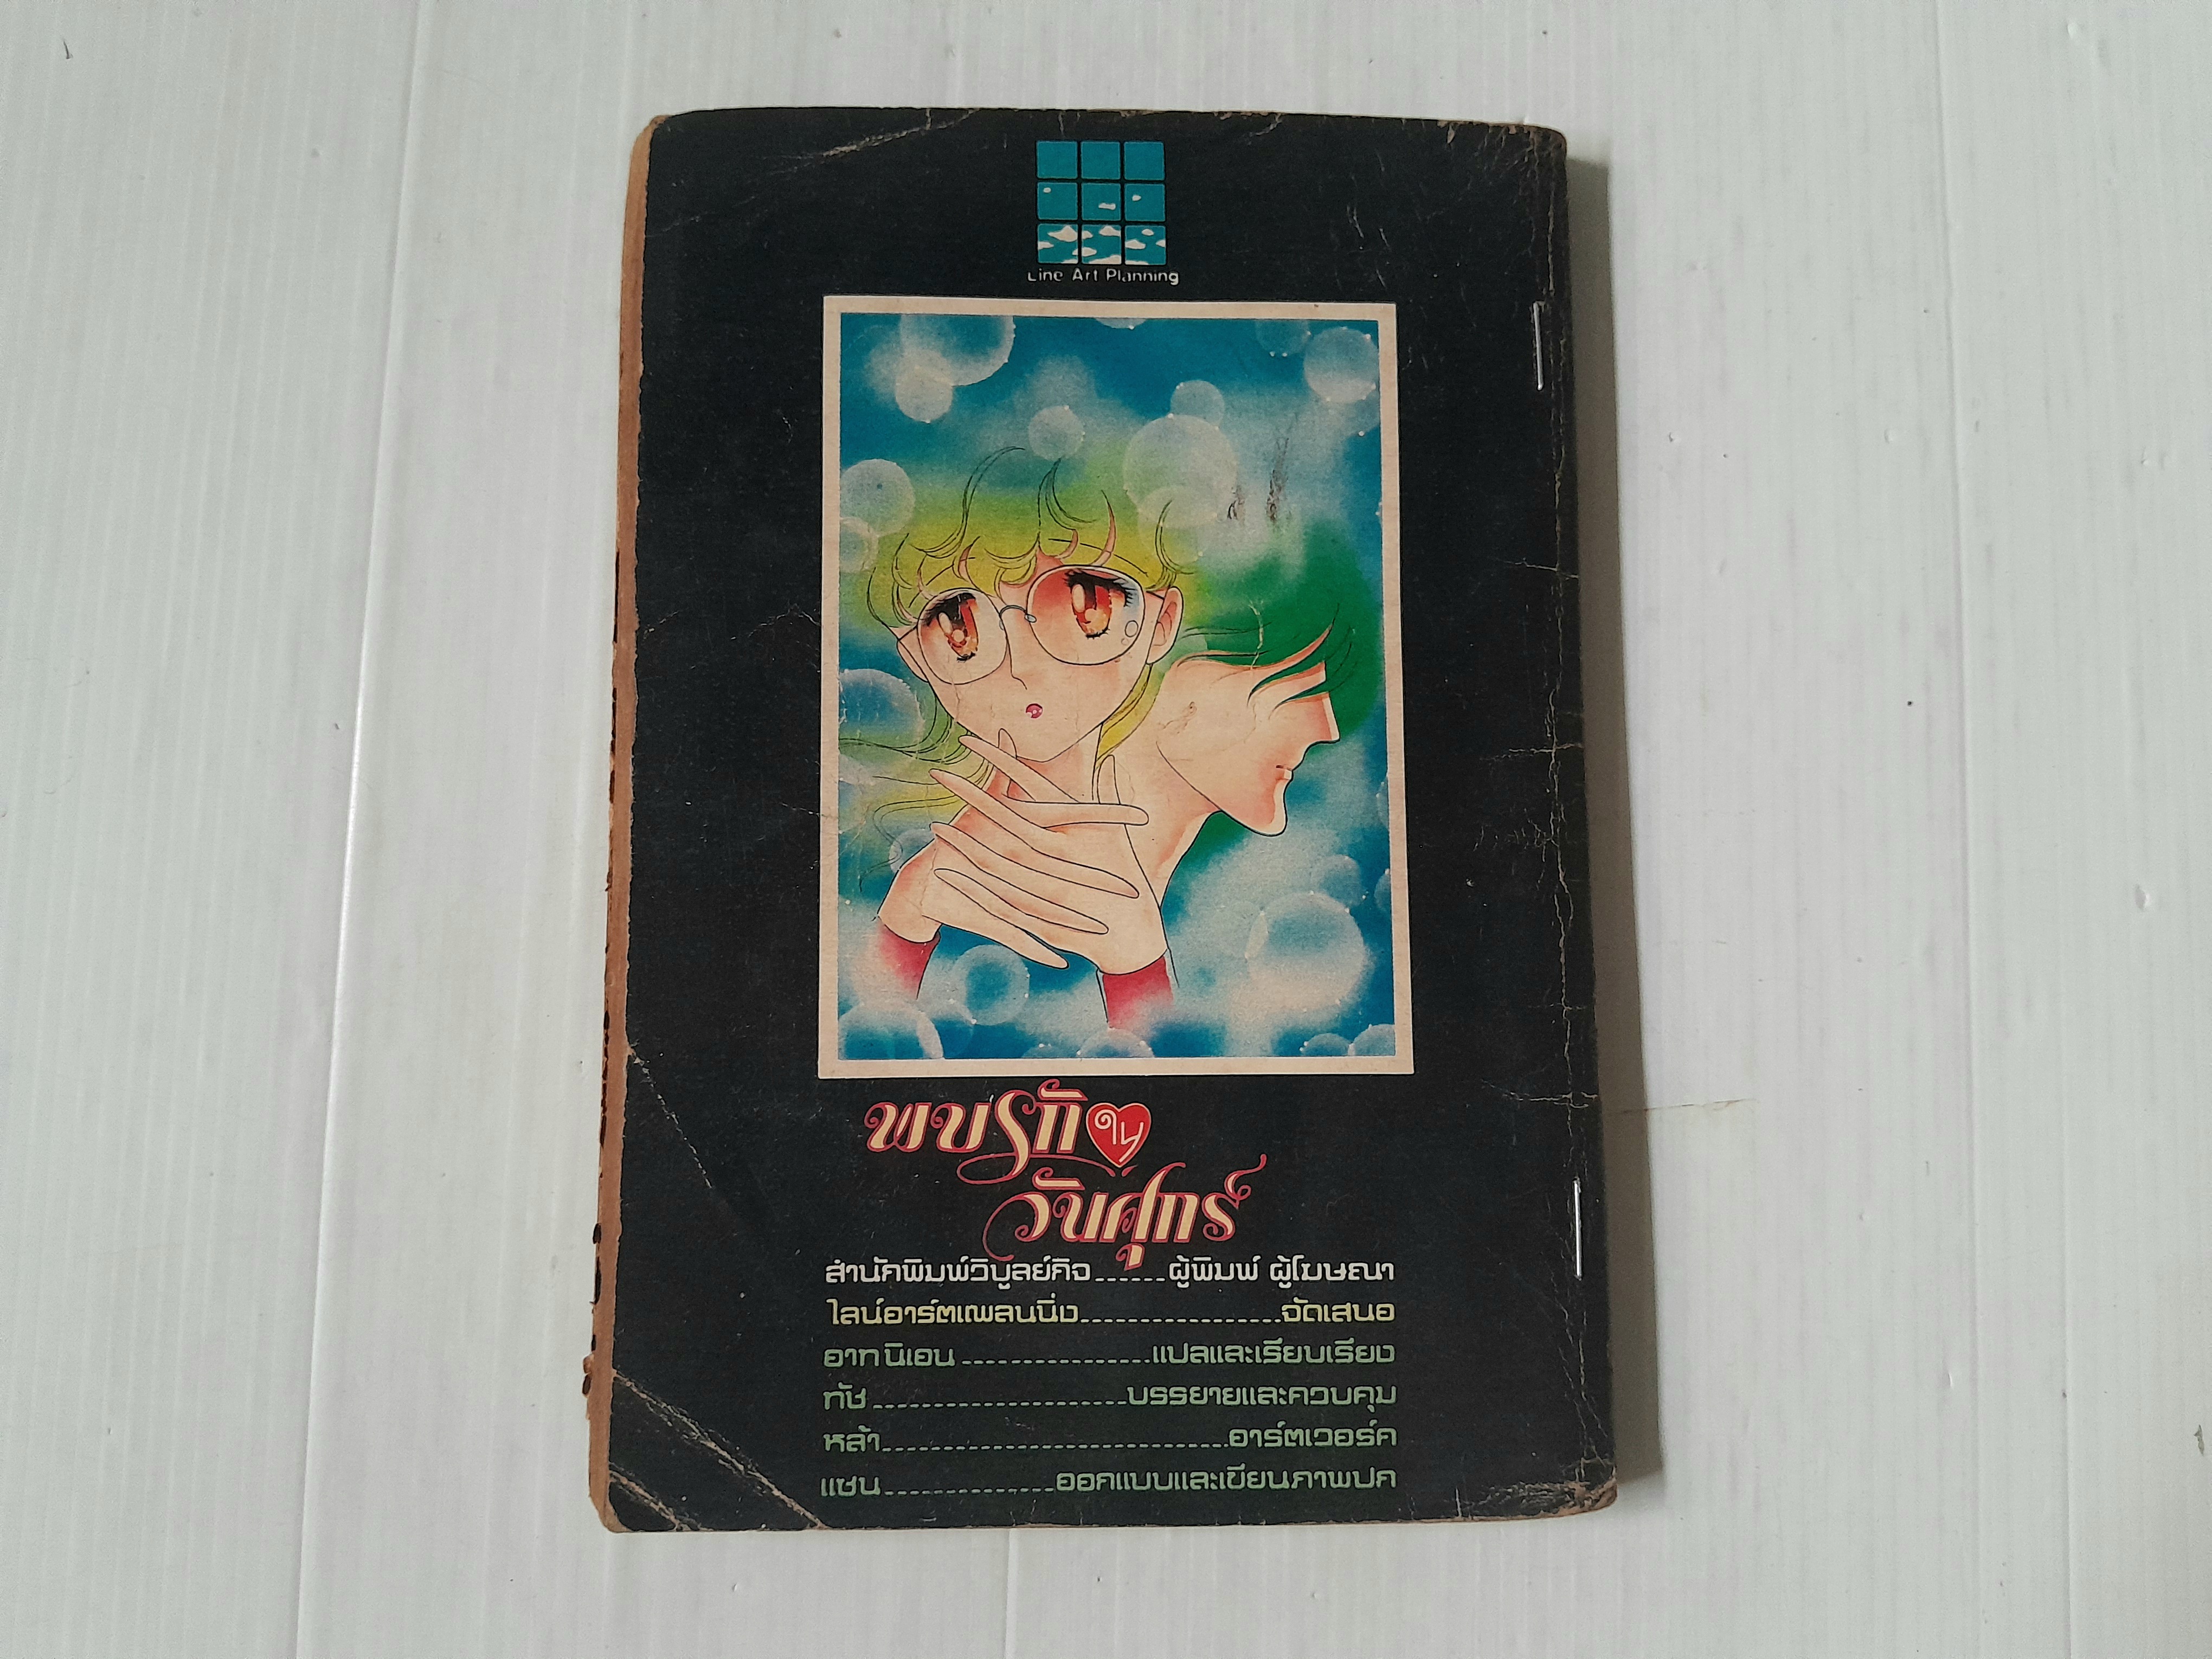 Line Art Planning
พบรักใน
วันศุกร์
สำนักพิมพ์วิบูลย์กิจ......ผู้พิมพ์ ผู้โฆษณา
ไลน์อาร์ตแพลนนิ่ง.................จัดเสนอ
อาทนิเอน................แปลและเรียบเรียง
ทัช.....................บรรยายและควบคุม
หล้า.............................อาร์ตเวอร์ค
แซน..............ออกแบบและเขียนภาพปก